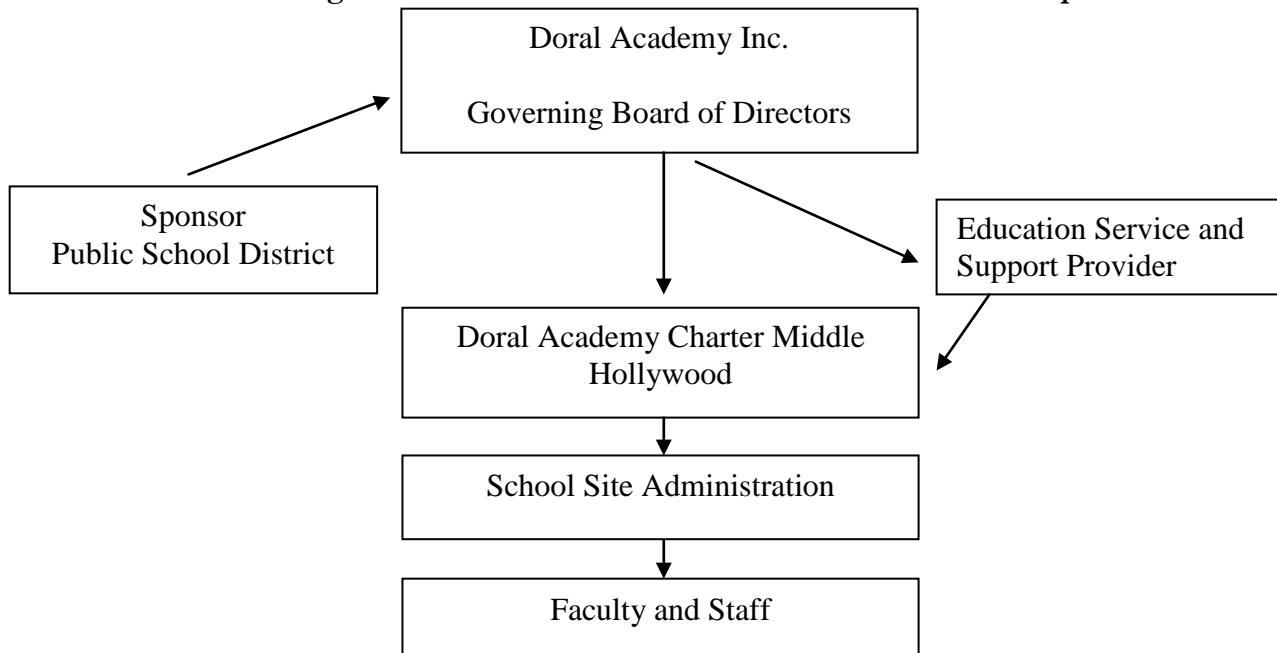 Doral Academy Inc.
Governing Board of Directors
Sponsor
Public School District
Education Service and
Support Provider
Doral Academy Charter Middle
Hollywood
School Site Administration
Faculty and Staff